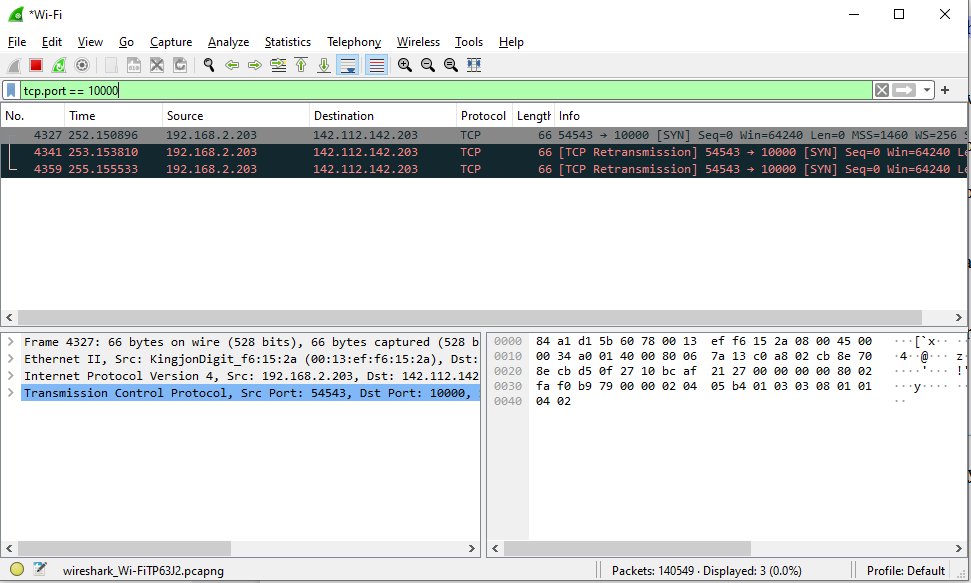 *Wi-Fi
File Edit View Go Capture Analyze Statistics Telephony Wireless Tools Help
tcp.port == 10000
No. Time Source Destination Protocol Length Info
4327 252.150896 192.168.2.203 142.112.142.203 TCP 66 54543 → 10000 [SYN] Seq=0 Win=64240 Len=0 MSS=1460 WS=256 S
4341 253.153810 192.168.2.203 142.112.142.203 TCP 66 [TCP Retransmission] 54543 → 10000 [SYN] Seq=0 Win=64240 Le
4359 255.155533 192.168.2.203 142.112.142.203 TCP 66 [TCP Retransmission] 54543 → 10000 [SYN] Seq=0 Win=64240 Le
Frame 4327: 66 bytes on wire (528 bits), 66 bytes captured (528 b
Ethernet II, Src: KingjonDigit_f6:15:2a (00:13:ef:f6:15:2a), Dst:
Internet Protocol Version 4, Src: 192.168.2.203, Dst: 142.112.142
Transmission Control Protocol, Src Port: 54543, Dst Port: 10000,
0000 84 a1 d1 5b 60 78 00 13 ef f6 15 2a 08 00 45 00 ···[`x·· ···
0010 00 34 a0 01 40 00 80 06 7a 13 c0 a8 02 cb 8e 70 ·4··@··· z·
0020 8e cb d5 0f 27 10 bc af 21 27 00 00 00 00 80 02 ····'··· !'
0030 fa f0 b9 79 00 00 02 04 05 b4 01 03 03 08 01 01 ···y···· ···
0040 04 02 ··
wireshark_Wi-FiTP63J2.pcapng
Packets: 140549 · Displayed: 3 (0.0%)
Profile: Default